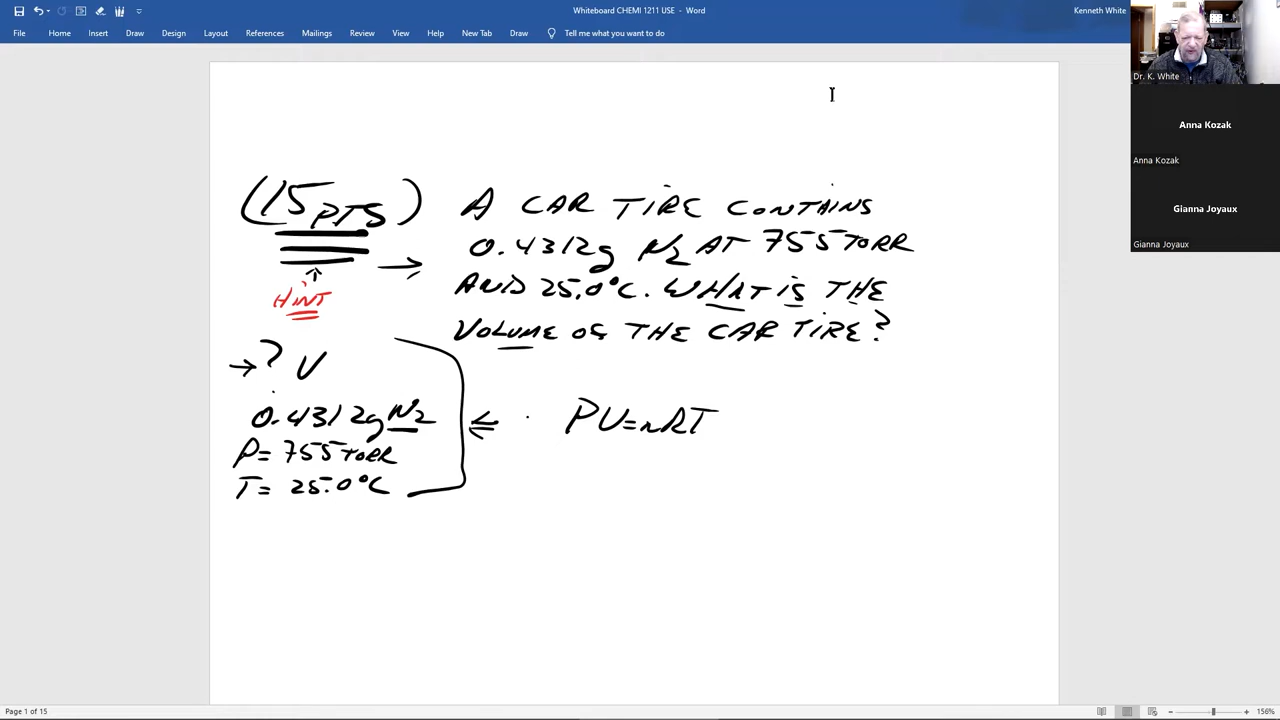 Whiteboard CHEMI 1211 USE - Word
Kenneth White
File Home Insert Draw Design Layout References Mailings Review View Help New Tab Draw Tell me what you want to do
Dr. K. White
Anna Kozak
Anna Kozak
Gianna Joyaux
Gianna Joyaux
(15 PTS) A CAR TIRE CONTAINS
0.4312g N2 AT 755 TORR
AND 25.0°C. WHAT IS THE
VOLUME OF THE CAR TIRE?
HINT
→ ? V
0.4312g N2
P = 755 TORR
T = 25.0°C
PV=nRT
Page 1 of 15
156%